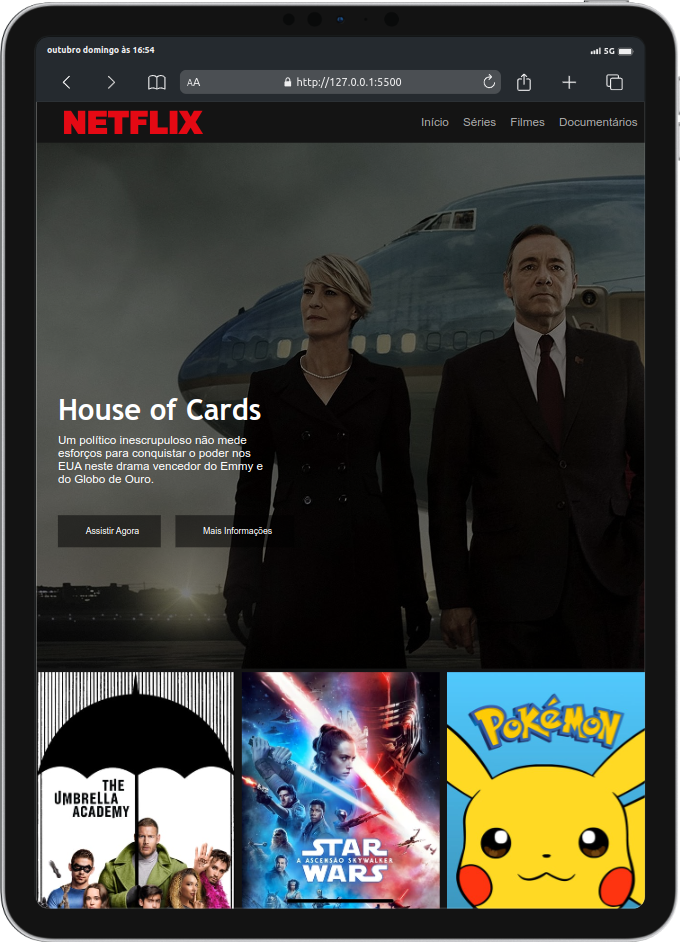 outubro domingo às 16:54
5G
AA
http://127.0.0.1:5500
NETFLIX
Início Séries Filmes Documentários
House of Cards
Um político inescrupuloso não mede
esforços para conquistar o poder nos
EUA neste drama vencedor do Emmy e
do Globo de Ouro.
Assistir Agora Mais Informações
THE
UMBRELLA
ACADEMY
STAR
A ASCENSÃO SKYWALKER
WARS
POKéMON